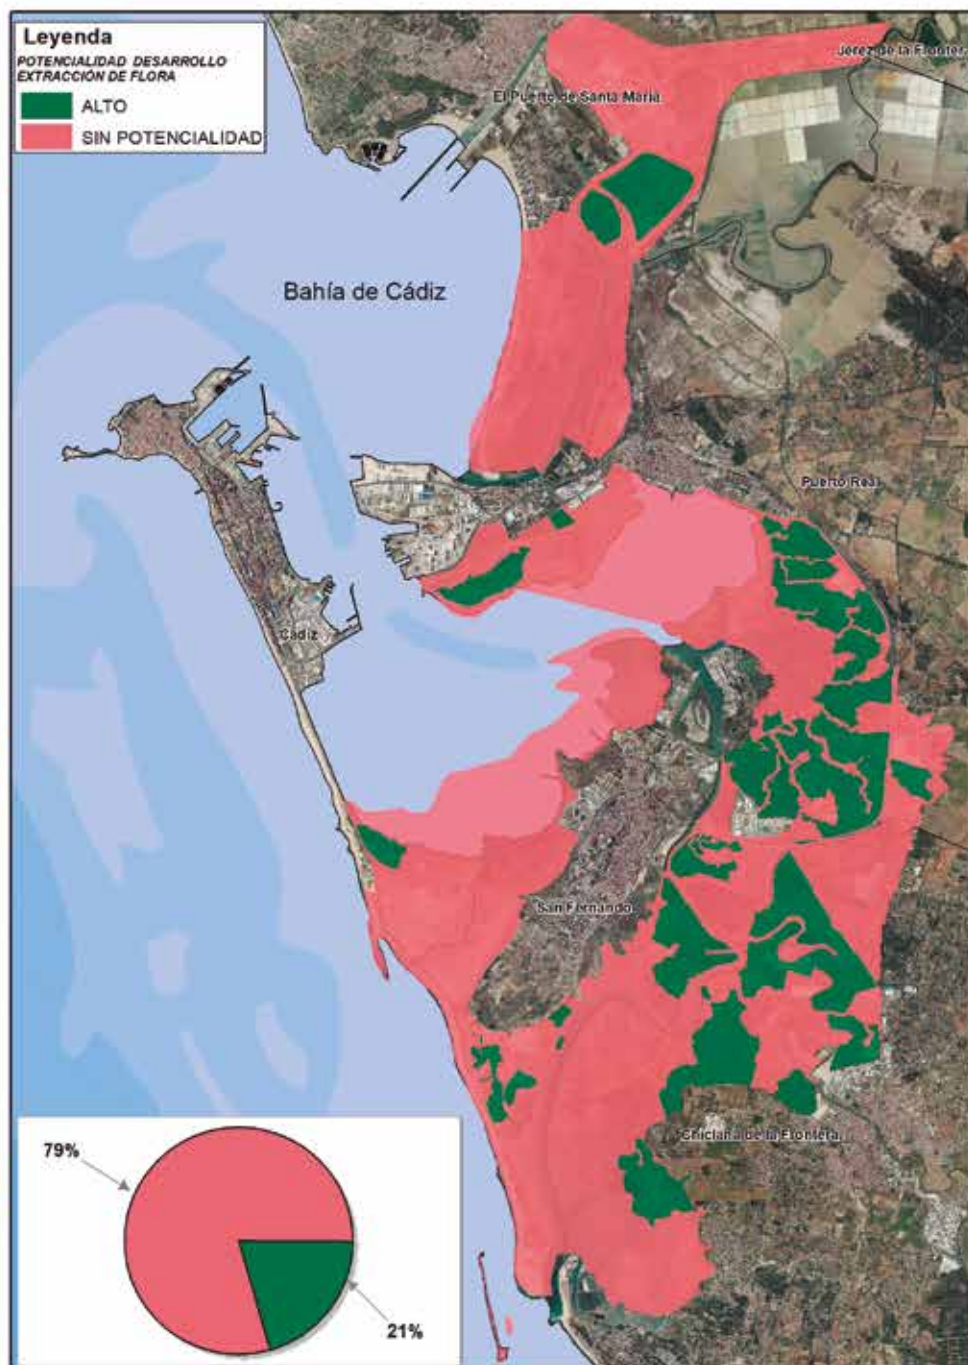 Leyenda
POTENCIALIDAD DESARROLLO
EXTRACCIÓN DE FLORA
ALTO
SIN POTENCIALIDAD
Jerez de la Fronter
El Puerto de Santa María
Bahía de Cádiz
Puerto Real
Cádiz
San Fernando
Chiclana de la Frontera
79%
21%